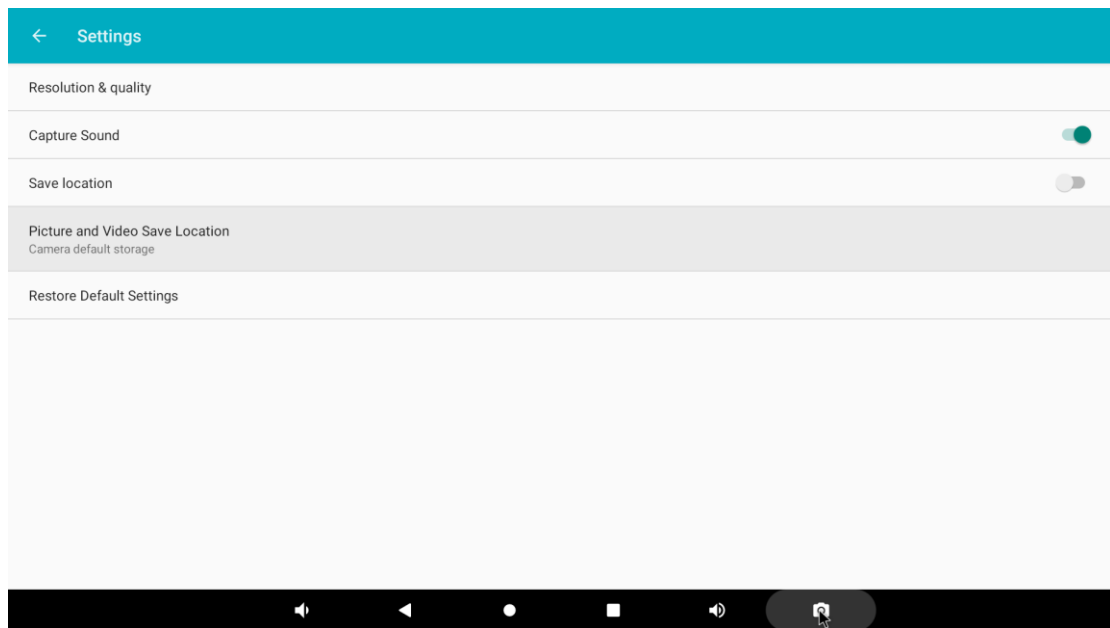 Settings
Resolution & quality
Capture Sound
Save location
Picture and Video Save Location
Camera default storage
Restore Default Settings